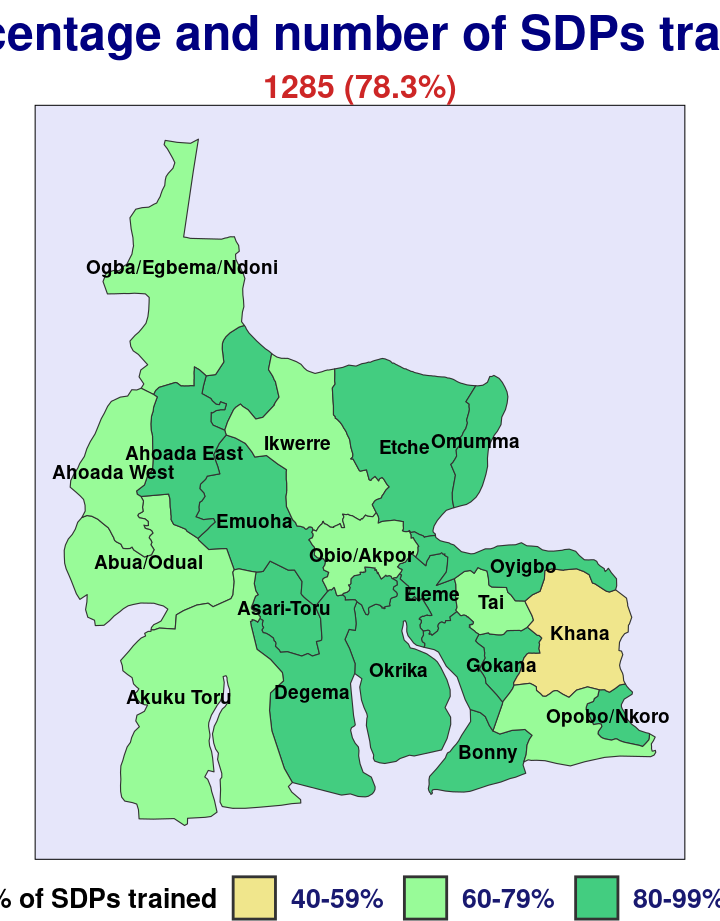 centage and number of SDPs tra
1285 (78.3%)
Ogba/Egbema/Ndoni
Ikwerre
Etche
Omumma
Ahoada East
Ahoada West
Emuoha
Obio/Akpor
Abua/Odual
Oyigbo
Eleme
Tai
Asari-Toru
Khana
Gokana
Okrika
Degema
Akuku Toru
Opobo/Nkoro
Bonny
% of SDPs trained
40-59%
60-79%
80-99%